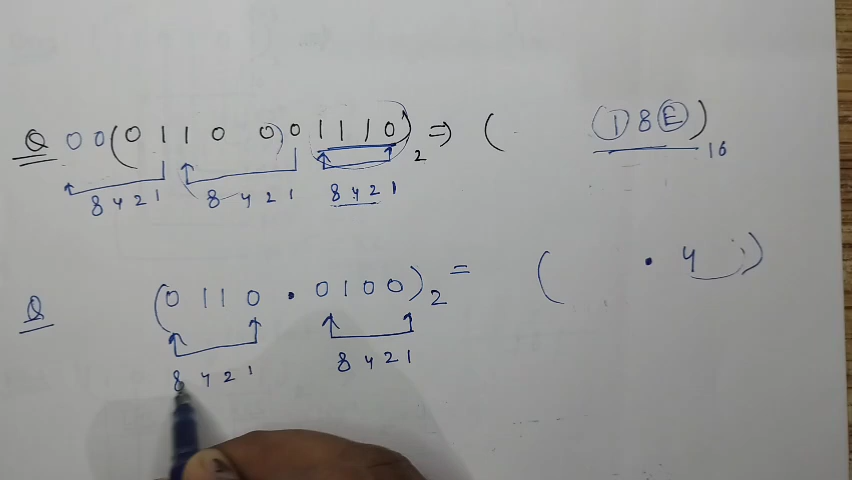 Q 0 0 ( 0 1 1 0 0 ) 0 1 1 1 0 )₂ ⇒ ( ( 1 8 E )₁₆
8 4 2 1 8 4 2 1 8 4 2 1
Q ( 0 1 1 0 . 0 1 0 0 )₂ = ( . 4 )
8 4 2 1 8 4 2 1